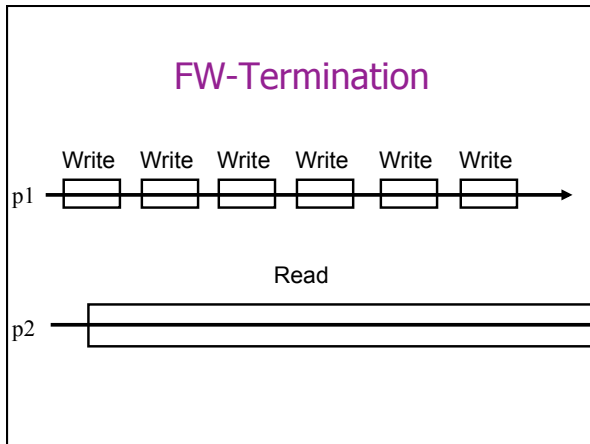 FW-Termination
Write Write Write Write Write Write
p1
Read
p2